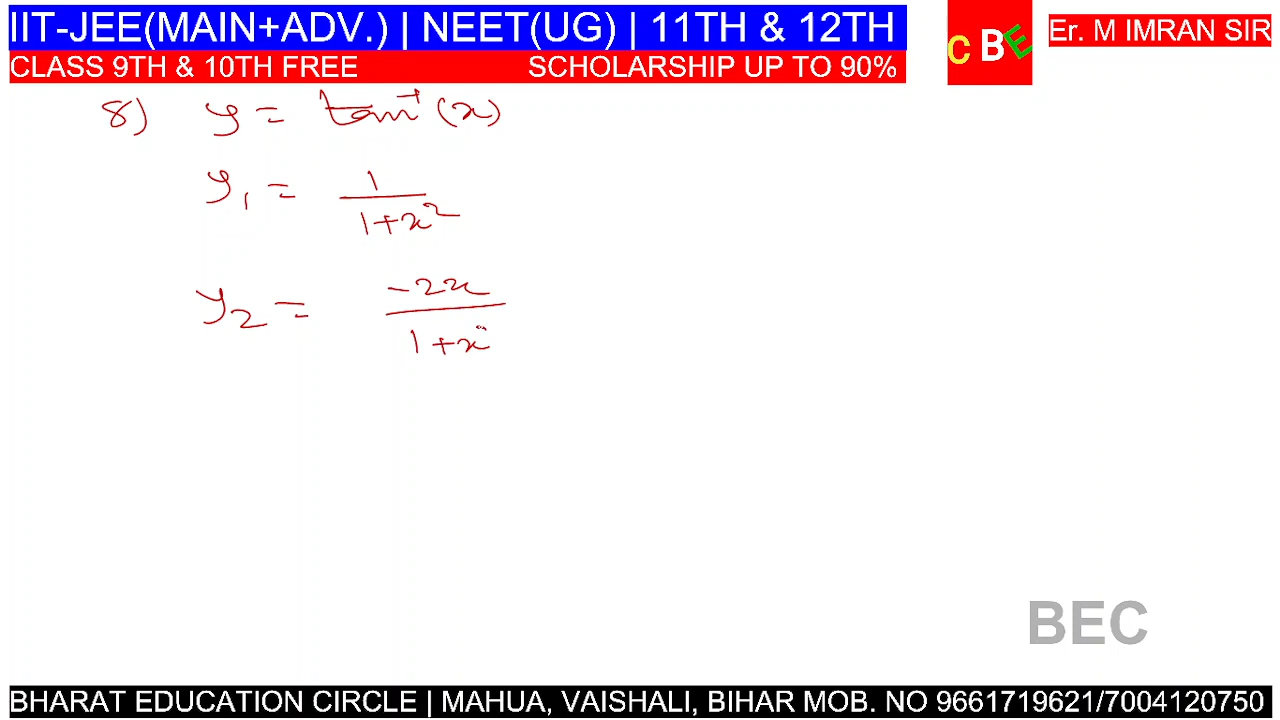 IIT-JEE(MAIN+ADV.) | NEET(UG) | 11TH & 12TH
CLASS 9TH & 10TH FREE SCHOLARSHIP UP TO 90%
CBE
Er. M IMRAN SIR
8) y = tan⁻¹(x)
y₁ = 1/(1+x²)
y₂ = -2x/(1+x
BEC
BHARAT EDUCATION CIRCLE | MAHUA, VAISHALI, BIHAR MOB. NO 9661719621/7004120750